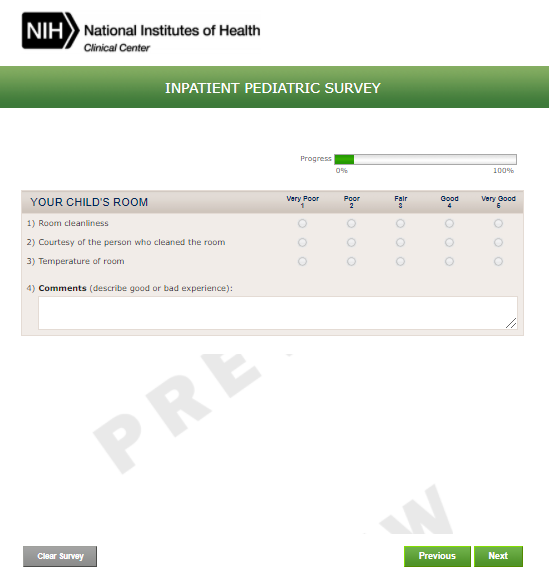 NIH National Institutes of Health
Clinical Center
INPATIENT PEDIATRIC SURVEY
Progress
0% 100%
YOUR CHILD'S ROOM Very Poor Poor Fair Good Very Good
1 2 3 4 5
1) Room cleanliness
2) Courtesy of the person who cleaned the room
3) Temperature of room
4) Comments (describe good or bad experience):
PRE
W
Clear Survey Previous Next